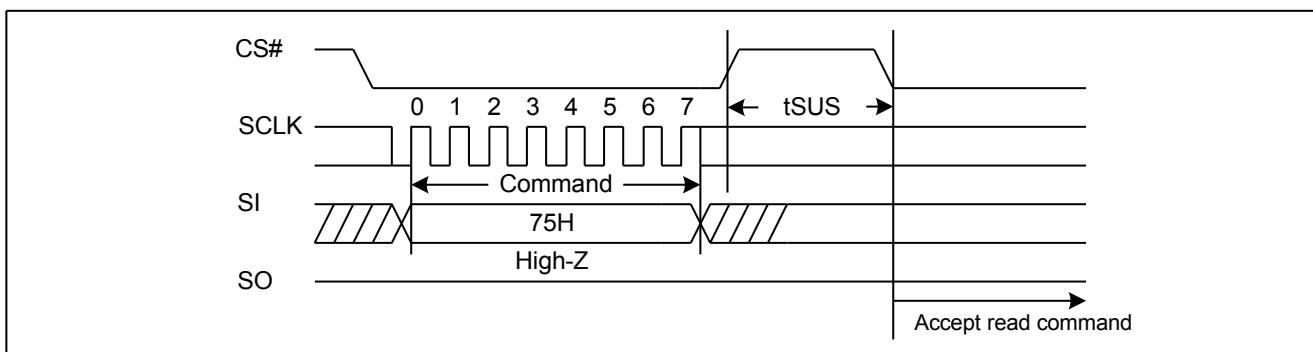 CS#
tSUS
0 1 2 3 4 5 6 7
SCLK
Command
SI
75H
High-Z
SO
Accept read command